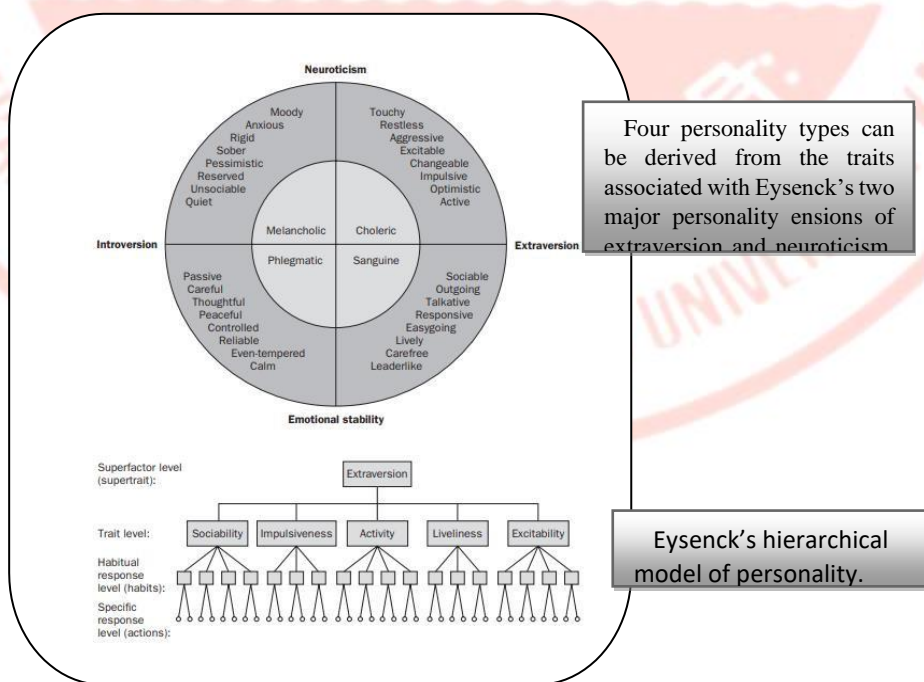 Neuroticism
Moody
Anxious
Rigid
Sober
Pessimistic
Reserved
Unsociable
Quiet
Touchy
Restless
Aggressive
Excitable
Changeable
Impulsive
Optimistic
Active
Introversion
Melancholic
Choleric
Extraversion
Phlegmatic
Sanguine
Passive
Careful
Thoughtful
Peaceful
Controlled
Reliable
Even-tempered
Calm
Sociable
Outgoing
Talkative
Responsive
Easygoing
Lively
Carefree
Leaderlike
Emotional stability
Four personality types can
be derived from the traits
associated with Eysenck's two
major personality ensions of
extraversion and neuroticism.
Superfactor level
(supertrait):
Extraversion
Trait level:
Sociability
Impulsiveness
Activity
Liveliness
Excitability
Habitual
response
level (habits):
Specific
response
level (actions):
Eysenck's hierarchical
model of personality.